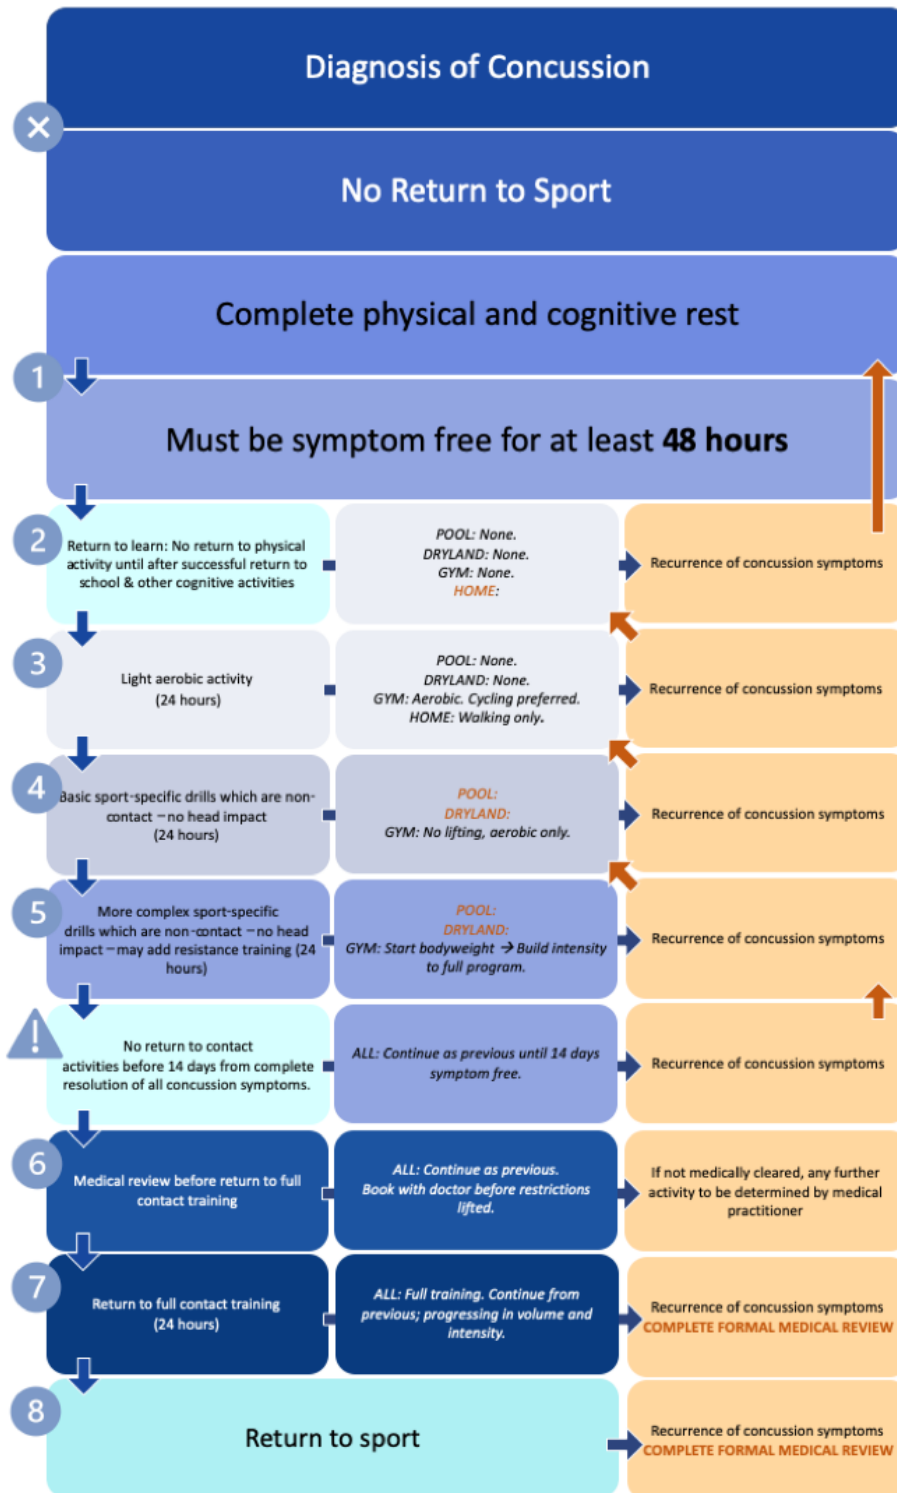 Diagnosis of Concussion
No Return to Sport
Complete physical and cognitive rest
1
Must be symptom free for at least 48 hours
2
Return to learn: No return to physical
activity until after successful return to
school & other cognitive activities
POOL: None.
DRYLAND: None.
GYM: None.
HOME:
Recurrence of concussion symptoms
3
Light aerobic activity
(24 hours)
POOL: None.
DRYLAND: None.
GYM: Aerobic. Cycling preferred.
HOME: Walking only.
Recurrence of concussion symptoms
4
Basic sport-specific drills which are non-
contact – no head impact
(24 hours)
POOL:
DRYLAND:
GYM: No lifting, aerobic only.
Recurrence of concussion symptoms
5
More complex sport-specific
drills which are non-contact – no head
impact – may add resistance training (24
hours)
POOL:
DRYLAND:
GYM: Start bodyweight → Build intensity
to full program.
Recurrence of concussion symptoms
!
No return to contact
activities before 14 days from complete
resolution of all concussion symptoms.
ALL: Continue as previous until 14 days
symptom free.
Recurrence of concussion symptoms
6
Medical review before return to full
contact training
ALL: Continue as previous.
Book with doctor before restrictions
lifted.
If not medically cleared, any further
activity to be determined by medical
practitioner
7
Return to full contact training
(24 hours)
ALL: Full training. Continue from
previous; progressing in volume and
intensity.
Recurrence of concussion symptoms
COMPLETE FORMAL MEDICAL REVIEW
8
Return to sport
Recurrence of concussion symptoms
COMPLETE FORMAL MEDICAL REVIEW